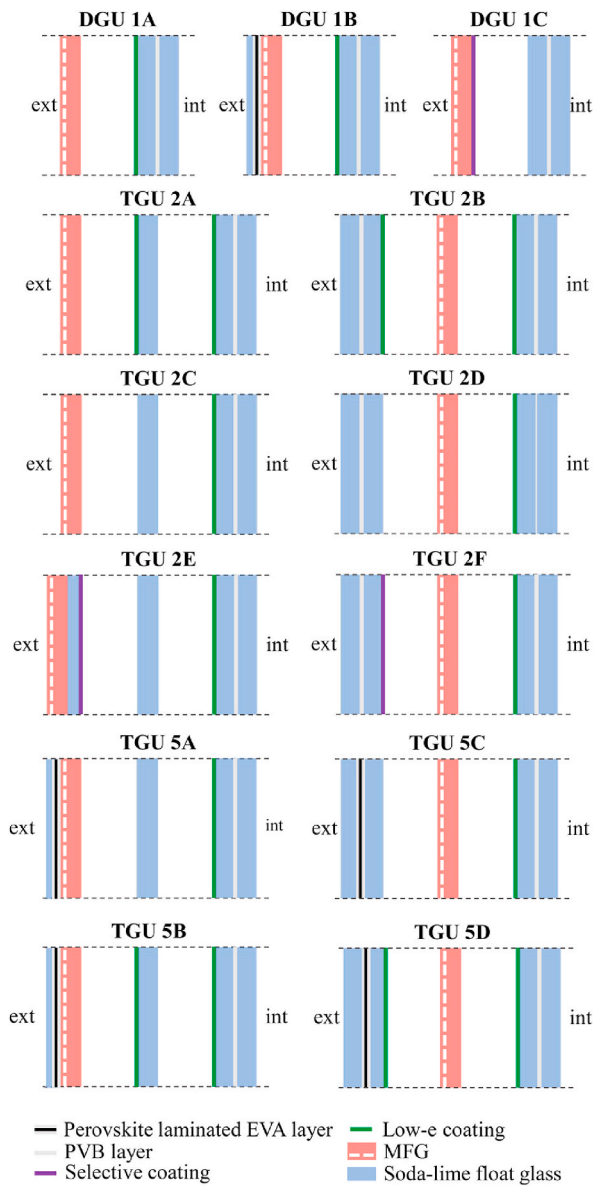 DGU 1A DGU 1B DGU 1C
ext int ext int ext int
TGU 2A TGU 2B
ext int ext int
TGU 2C TGU 2D
ext int ext int
TGU 2E TGU 2F
ext int ext int
TGU 5A TGU 5C
ext int ext int
TGU 5B TGU 5D
ext int ext int
Perovskite laminated EVA layer Low-e coating
PVB layer MFG
Selective coating Soda-lime float glass